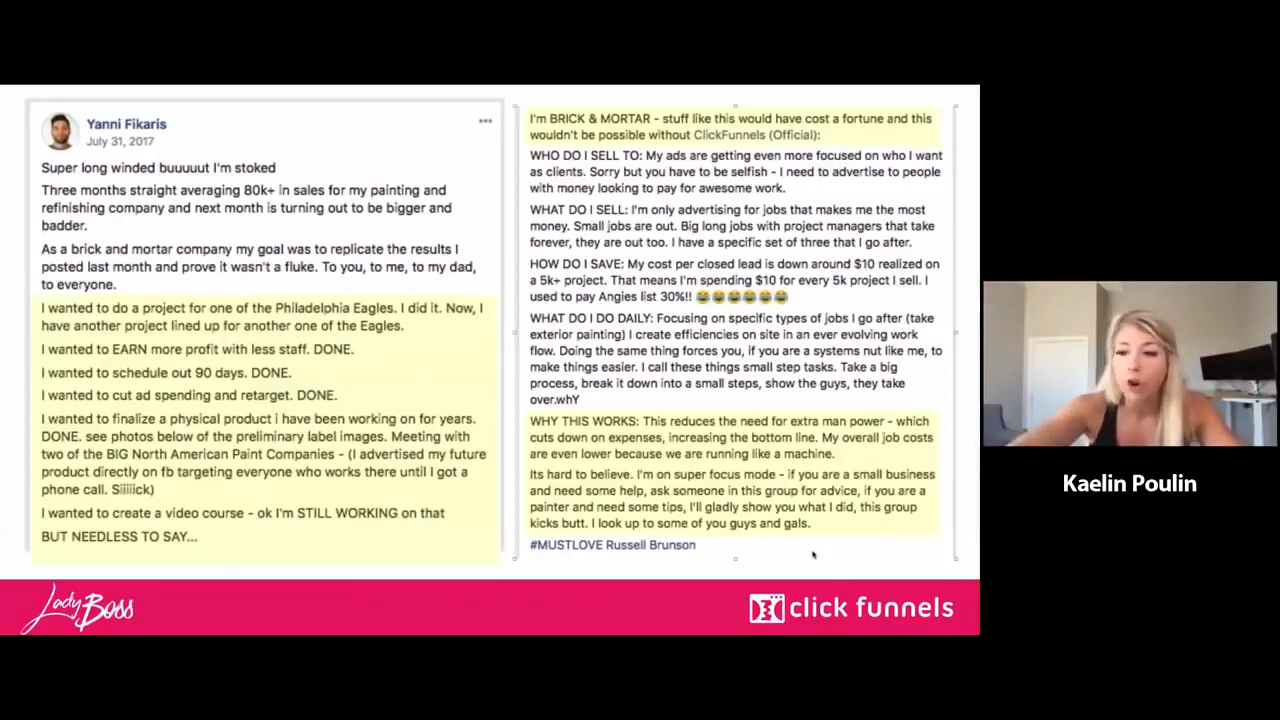 Yanni Fikaris
July 31, 2017
Super long winded buuuuut I'm stoked
Three months straight averaging 80k+ in sales for my painting and
refinishing company and next month is turning out to be bigger and
badder.
As a brick and mortar company my goal was to replicate the results I
posted last month and prove it wasn't a fluke. To you, to me, to my dad,
to everyone.
I wanted to do a project for one of the Philadelphia Eagles. I did it. Now, I
have another project lined up for another one of the Eagles.
I wanted to EARN more profit with less staff. DONE.
I wanted to schedule out 90 days. DONE.
I wanted to cut ad spending and retarget. DONE.
I wanted to finalize a physical product i have been working on for years.
DONE. see photos below of the preliminary label images. Meeting with
two of the BIG North American Paint Companies - (I advertised my future
product directly on fb targeting everyone who works there until I got a
phone call. Siiiiick)
I wanted to create a video course - ok I'm STILL WORKING on that
BUT NEEDLESS TO SAY...
I'm BRICK & MORTAR - stuff like this would have cost a fortune and this
wouldn't be possible without ClickFunnels (Official):
WHO DO I SELL TO: My ads are getting even more focused on who I want
as clients. Sorry but you have to be selfish - I need to advertise to people
with money looking to pay for awesome work.
WHAT DO I SELL: I'm only advertising for jobs that makes me the most
money. Small jobs are out. Big long jobs with project managers that take
forever, they are out too. I have a specific set of three that I go after.
HOW DO I SAVE: My cost per closed lead is down around $10 realized on
a 5k+ project. That means I'm spending $10 for every 5k project I sell. I
used to pay Angies list 30%!! 😂😂😂😂😂😂
WHAT DO I DO DAILY: Focusing on specific types of jobs I go after (take
exterior painting) I create efficiencies on site in an ever evolving work
flow. Doing the same thing forces you, if you are a systems nut like me, to
make things easier. I call these things small step tasks. Take a big
process, break it down into a small steps, show the guys, they take
over.whY
WHY THIS WORKS: This reduces the need for extra man power - which
cuts down on expenses, increasing the bottom line. My overall job costs
are even lower because we are running like a machine.
Its hard to believe. I'm on super focus mode - if you are a small business
and need some help, ask someone in this group for advice, if you are a
painter and need some tips, I'll gladly show you what I did, this group
kicks butt. I look up to some of you guys and gals.
#MUSTLOVE Russell Brunson
Kaelin Poulin
Lady Boss
click funnels